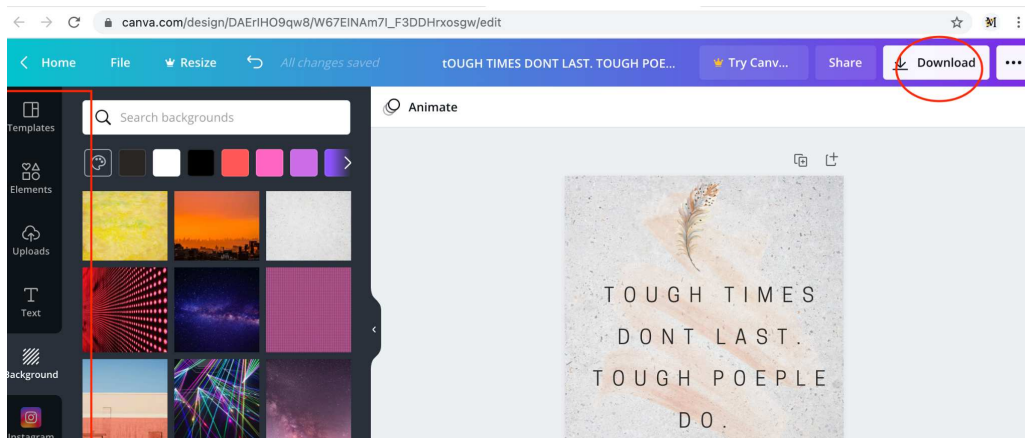 canva.com/design/DAErIHO9qw8/W67EINAm7I_F3DDHrxosgw/edit
Home File Resize All changes saved tOUGH TIMES DONT LAST. TOUGH POE... Try Canv... Share Download
Templates
Search backgrounds
Animate
Elements
Uploads
Text
Background
Instagram
TOUGH TIMES
DONT LAST.
TOUGH POEPLE
DO.